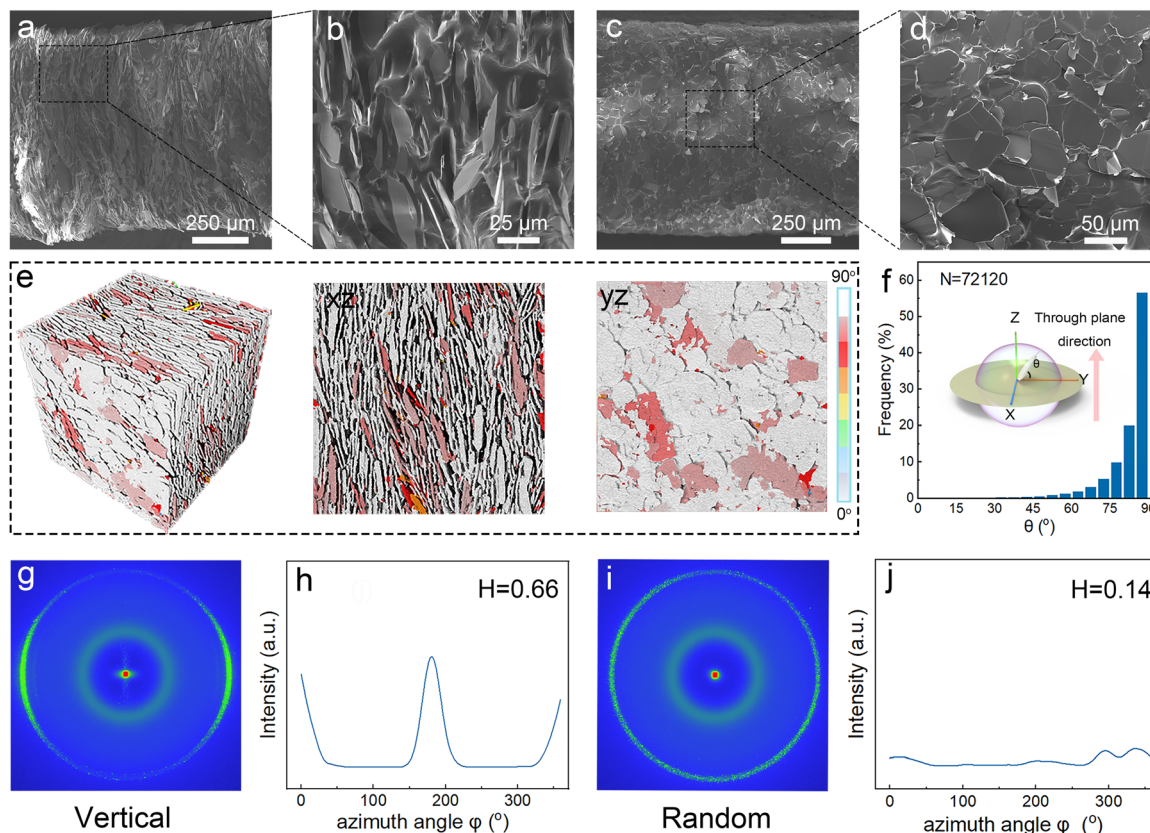 a
250 μm
b
25 μm
c
250 μm
d
50 μm
e
xz
yz
90°
0°
f
N=72120
60
50
40
30
20
10
0
Frequency (%)
0 15 30 45 60 75 90
θ (°)
Z
θ
Y
X
Through plane
direction
g
Vertical
h
H=0.66
Intensity (a.u.)
0 100 200 300
azimuth angle φ (°)
i
Random
j
H=0.14
Intensity (a.u.)
0 100 200 300
azimuth angle φ (°)